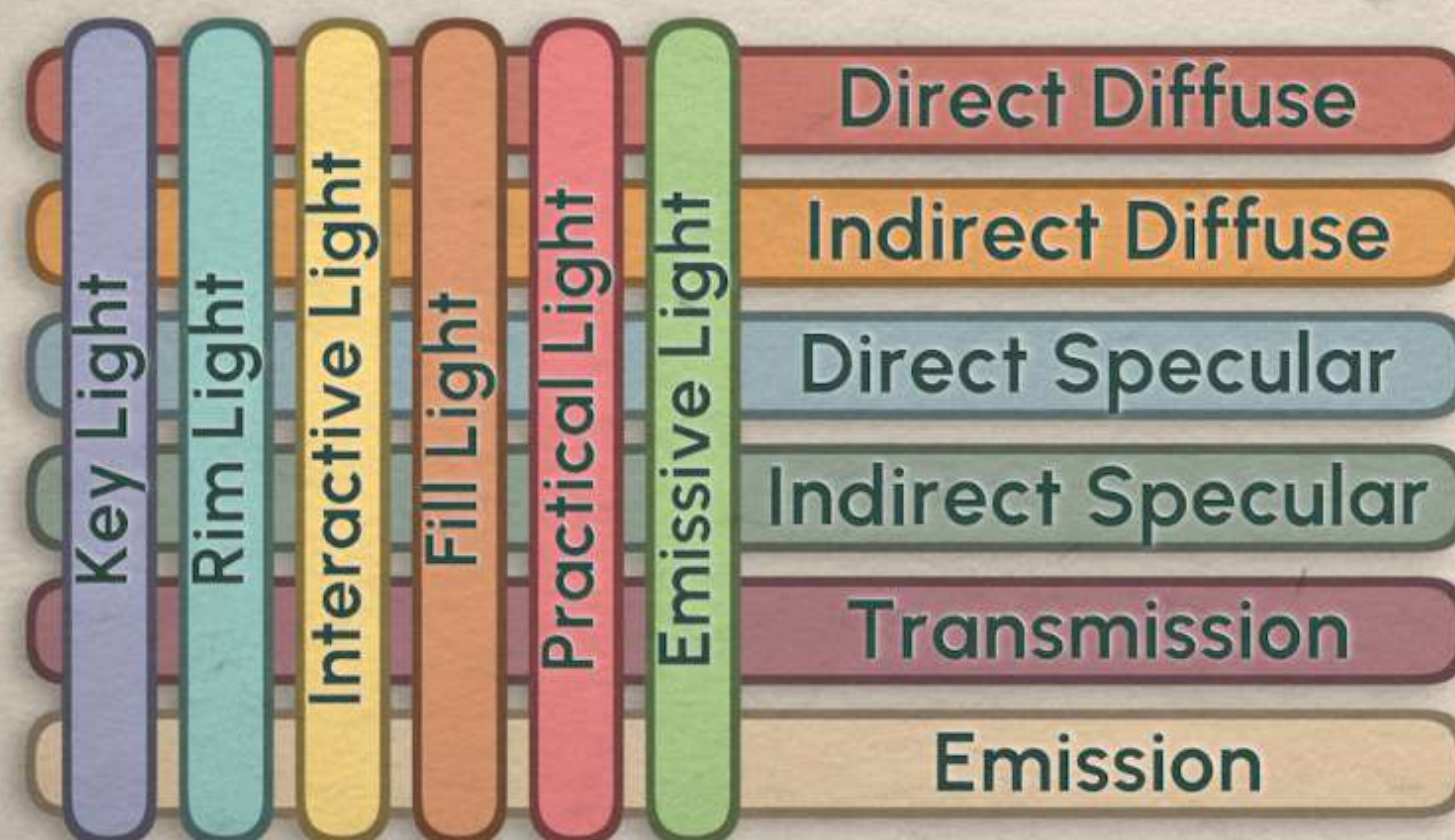 Key Light
Rim Light
Interactive Light
Fill Light
Practical Light
Emissive Light
Direct Diffuse
Indirect Diffuse
Direct Specular
Indirect Specular
Transmission
Emission